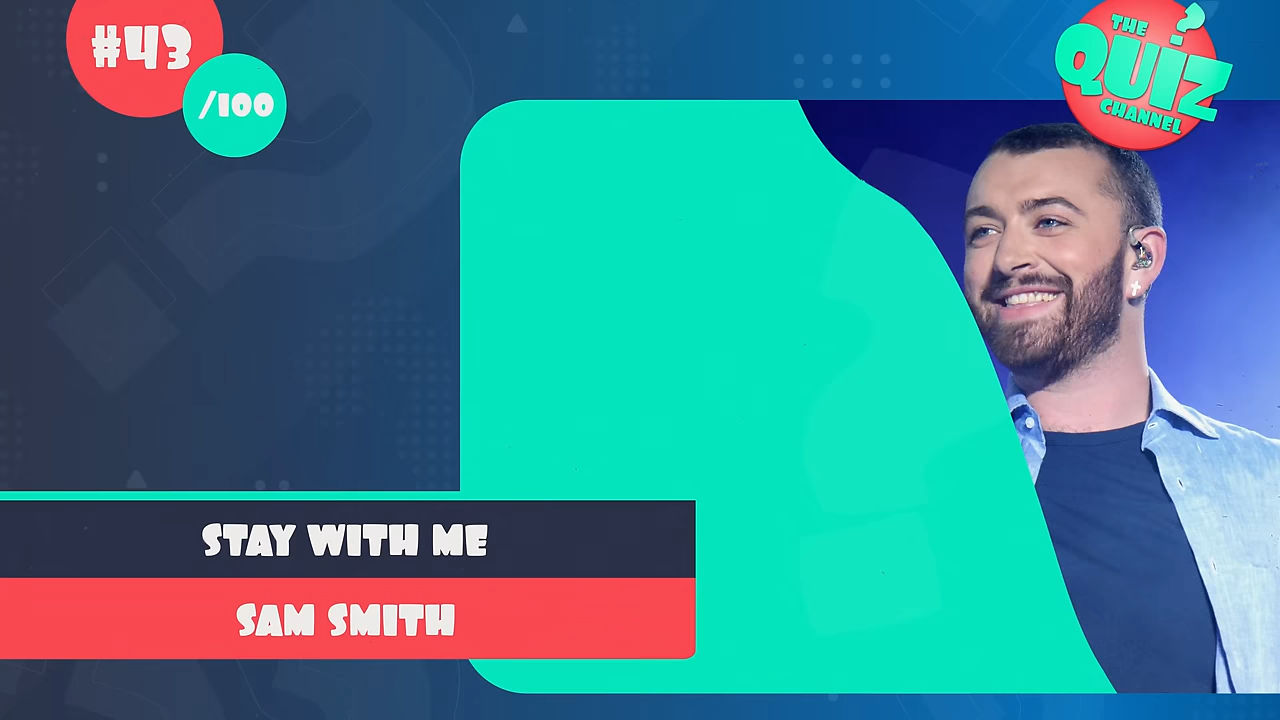 #43
/100
THE
QUIZ
CHANNEL
STAY WITH ME
SAM SMITH